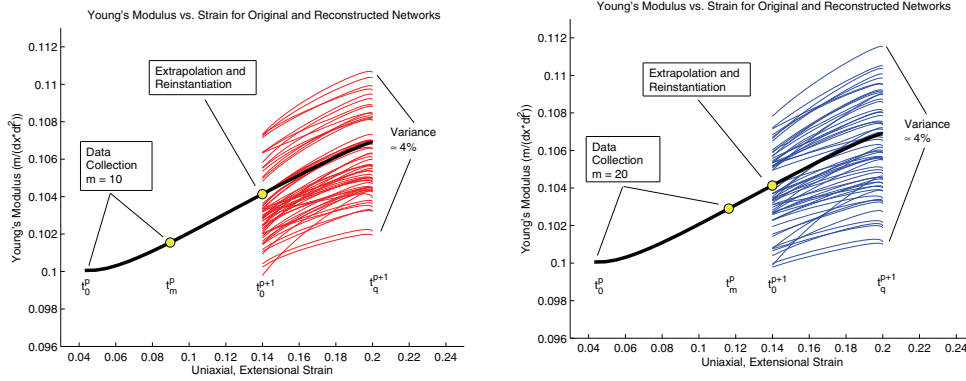 Young's Modulus vs. Strain for Original and Reconstructed Networks
Young's Modulus (m/(dx*dt²))
0.112
0.11
0.108
0.106
0.104
0.102
0.1
0.098
0.096
Extrapolation and
Reinstantiation
Data
Collection
m = 10
Variance
≈ 4%
t₀ᵖ
tₘᵖ
t₀ᵖ⁺¹
t_q^{p+1}
0.04 0.06 0.08 0.1 0.12 0.14 0.16 0.18 0.2 0.22 0.24
Uniaxial, Extensional Strain
Young's Modulus vs. Strain for Original and Reconstructed Networks
Young's Modulus (m/(dx*dt²))
0.112
0.11
0.108
0.106
0.104
0.102
0.1
0.098
0.096
Extrapolation and
Reinstantiation
Data
Collection
m = 20
Variance
≈ 4%
t₀ᵖ
tₘᵖ
t₀ᵖ⁺¹
t_q^{p+1}
0.04 0.06 0.08 0.1 0.12 0.14 0.16 0.18 0.2 0.22 0.24
Uniaxial, Extensional Strain